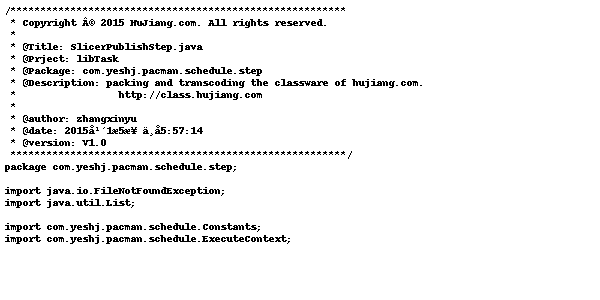 /********************************************************
 * Copyright Â© 2015 HuJiang.com. All rights reserved.
 *
 * @Title: SlicerPublishStep.java
 * @Prject: libTask
 * @Package: com.yeshj.pacman.schedule.step
 * @Description: packing and transcoding the classware of hujiang.com.
 *                 http://class.hujiang.com
 *
 * @author: zhangxinyu
 * @date: 2015å¹´1æ5æ¥ ä¸å5:57:14
 * @version: V1.0
 ********************************************************/
package com.yeshj.pacman.schedule.step;
import java.io.FileNotFoundException;
import java.util.List;
import com.yeshj.pacman.schedule.Constants;
import com.yeshj.pacman.schedule.ExecuteContext;